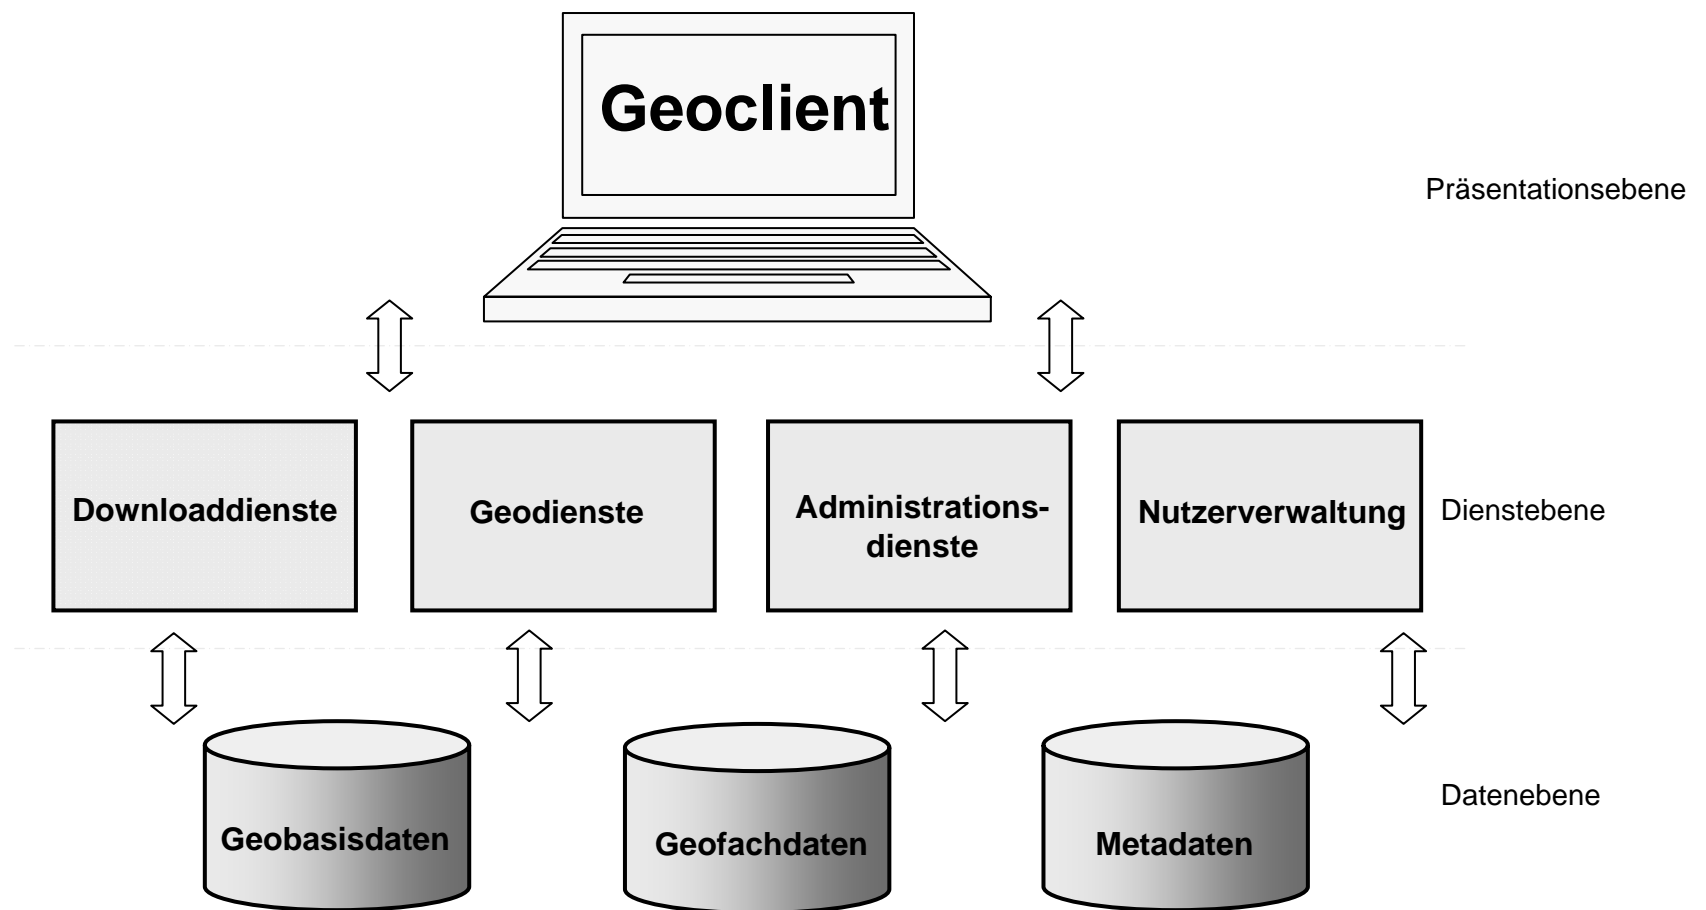 Geoclient
Präsentationsebene
Downloaddienste
Geodienste
Administrations-
dienste
Nutzerverwaltung
Dienstebene
Geobasisdaten
Geofachdaten
Metadaten
Datenebene